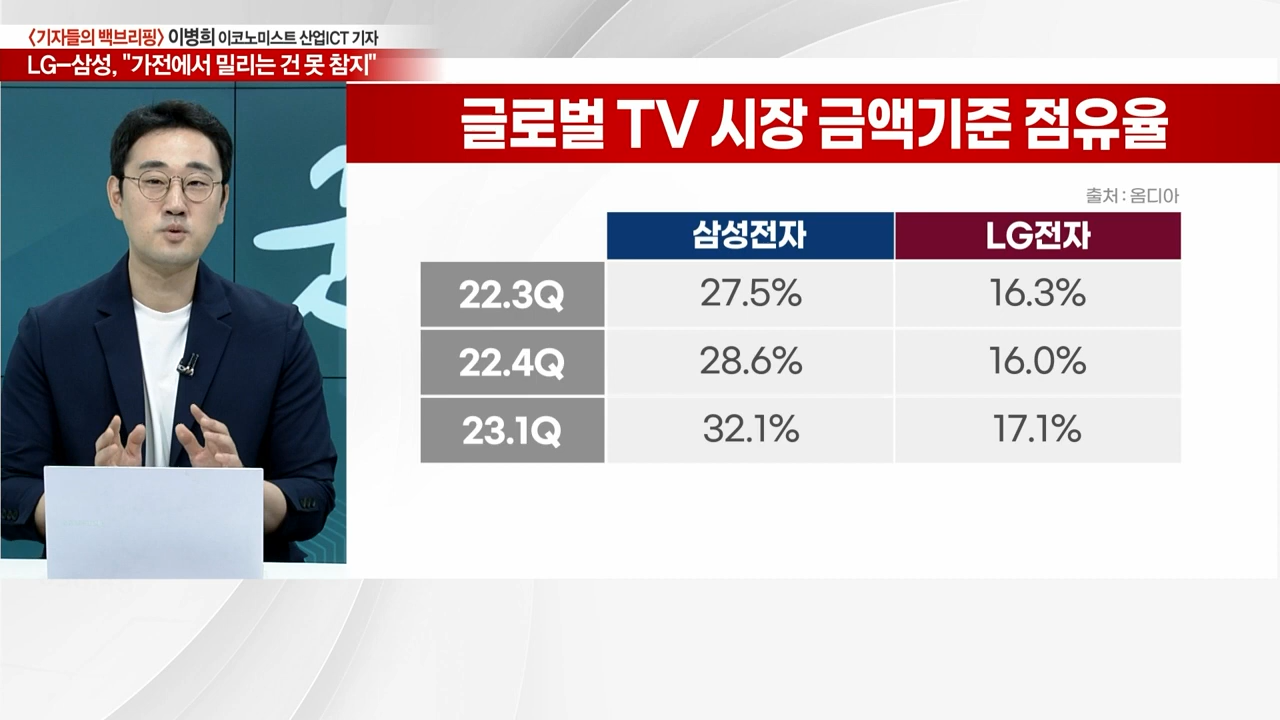 <기자들의 백브리핑> 이병희 이코노미스트 산업ICT 기자
LG-삼성, "가전에서 밀리는 건 못 참지"
글로벌 TV 시장 금액기준 점유율
출처 : 옴디아
삼성전자 LG전자
22.3Q 27.5% 16.3%
22.4Q 28.6% 16.0%
23.1Q 32.1% 17.1%